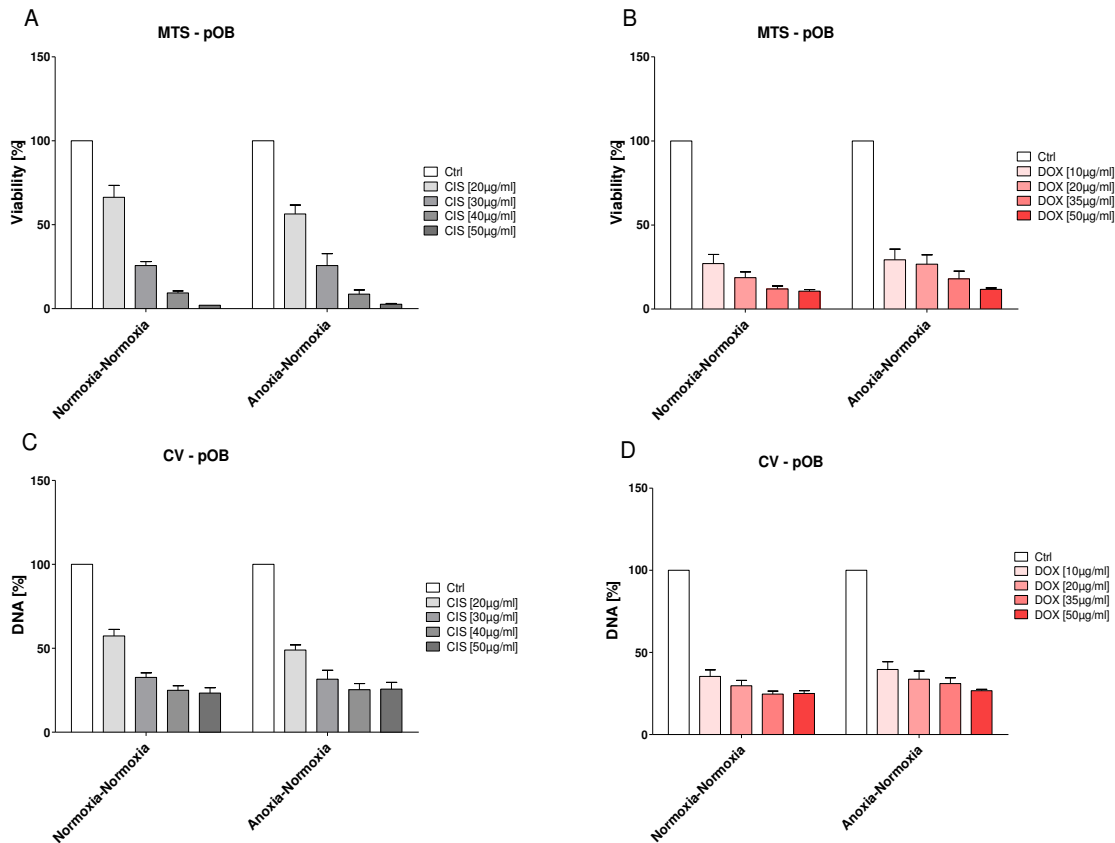 A
MTS - pOB
Viability [%]
150
100
50
0
Normoxia-Normoxia
Anoxia-Normoxia
Ctrl
CIS [20µg/ml]
CIS [30µg/ml]
CIS [40µg/ml]
CIS [50µg/ml]
B
MTS - pOB
Viability [%]
150
100
50
0
Normoxia-Normoxia
Anoxia-Normoxia
Ctrl
DOX [10µg/ml]
DOX [20µg/ml]
DOX [35µg/ml]
DOX [50µg/ml]
C
CV - pOB
DNA [%]
150
100
50
0
Normoxia-Normoxia
Anoxia-Normoxia
Ctrl
CIS [20µg/ml]
CIS [30µg/ml]
CIS [40µg/ml]
CIS [50µg/ml]
D
CV - pOB
DNA [%]
150
100
50
0
Normoxia-Normoxia
Anoxia-Normoxia
Ctrl
DOX [10µg/ml]
DOX [20µg/ml]
DOX [35µg/ml]
DOX [50µg/ml]